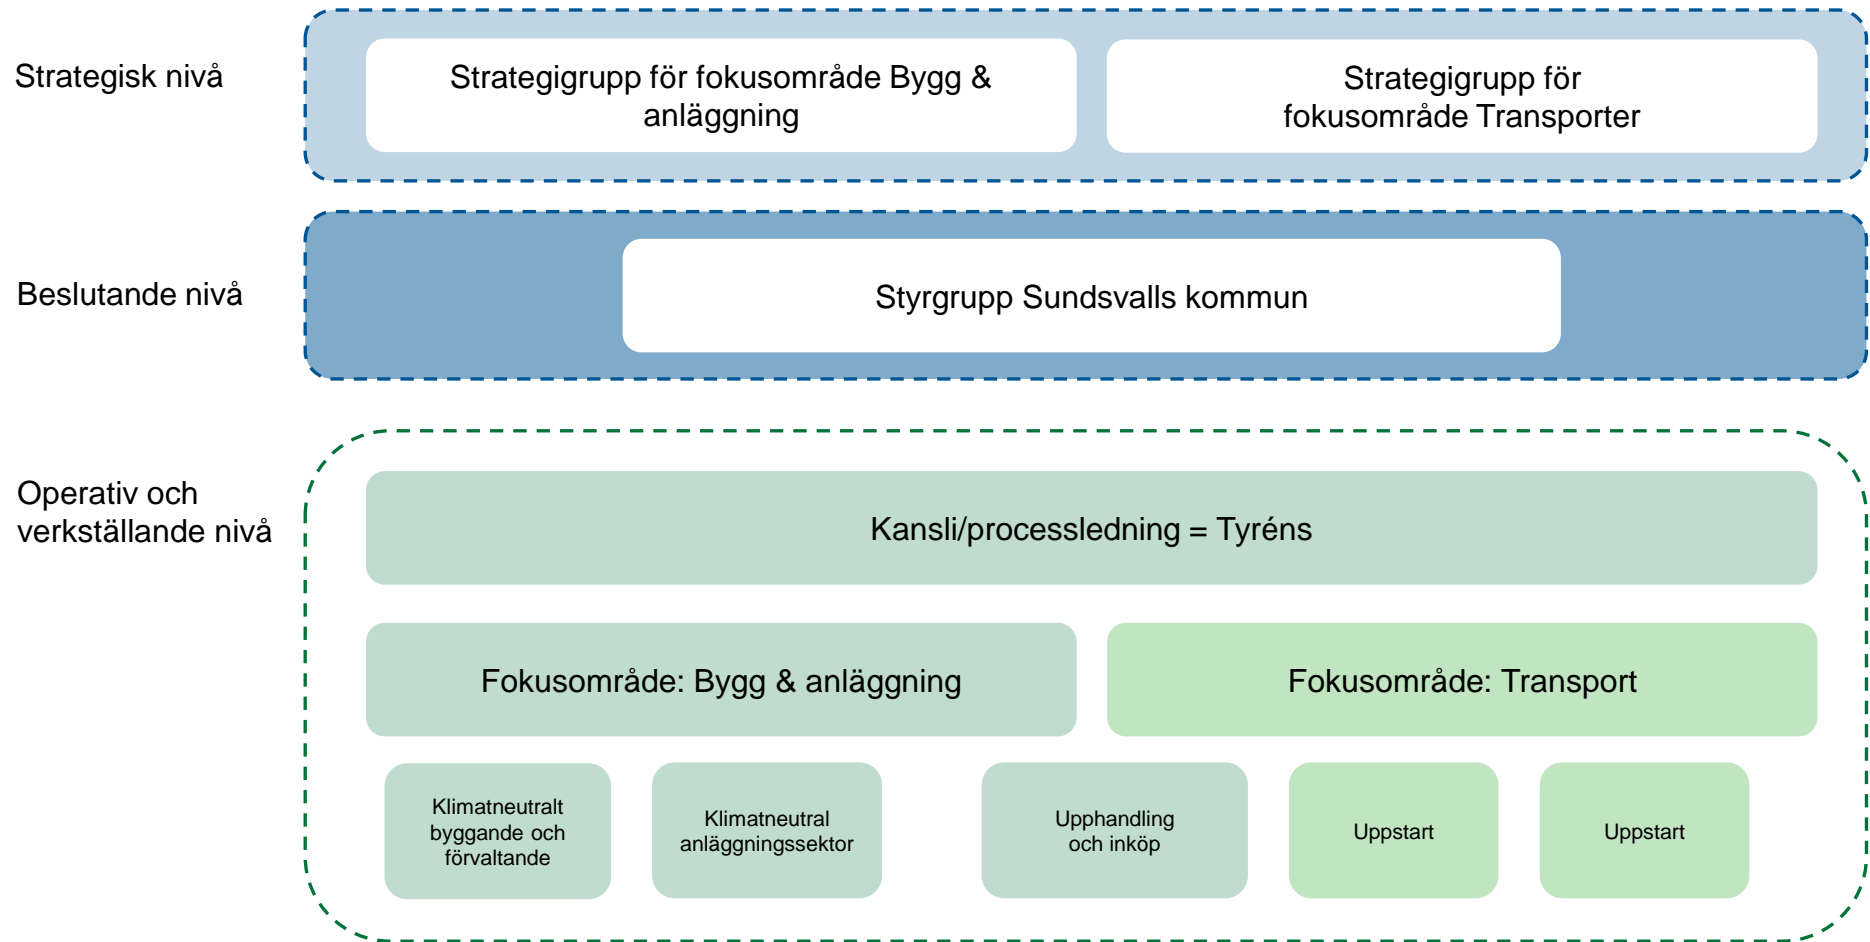 Strategisk nivå
Strategigrupp för fokusområde Bygg &
anläggning
Strategigrupp för
fokusområde Transporter
Beslutande nivå
Styrgrupp Sundsvalls kommun
Operativ och
verkställande nivå
Kansli/processledning = Tyréns
Fokusområde: Bygg & anläggning
Fokusområde: Transport
Klimatneutralt
byggande och
förvaltande
Klimatneutral
anläggningssektor
Upphandling
och inköp
Uppstart
Uppstart